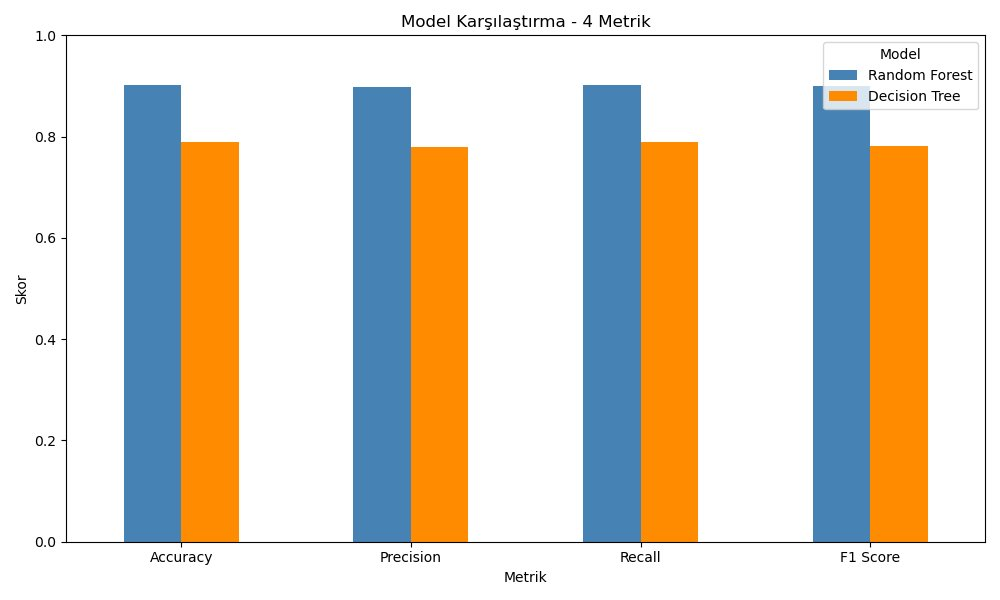 Model Karşılaştırma - 4 Metrik
Model
Random Forest
Decision Tree
Skor
1.0
0.8
0.6
0.4
0.2
0.0
Accuracy
Precision
Recall
F1 Score
Metrik